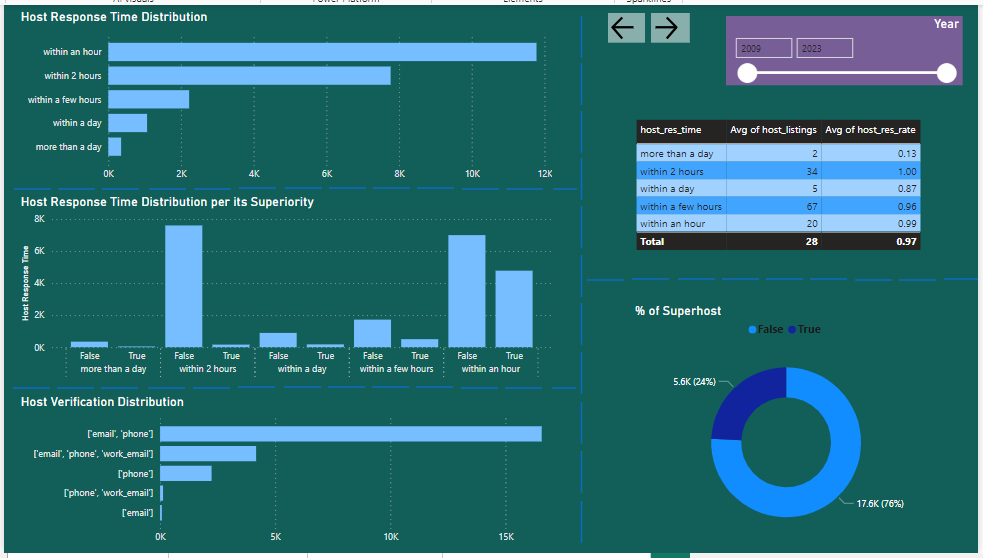 Host Response Time Distribution
within an hour
within 2 hours
within a few hours
within a day
more than a day
0K 2K 4K 6K 8K 10K 12K
Host Response Time Distribution per its Superiority
Host Response Time
8K
6K
4K
2K
0K
False True False True False True False True False True
more than a day within 2 hours within a day within a few hours within an hour
Host Verification Distribution
['email', 'phone']
['email', 'phone', 'work_email']
['phone']
['phone', 'work_email']
['email']
0K 5K 10K 15K
Year
2009 2023
host_res_time Avg of host_listings Avg of host_res_rate
more than a day 2 0.13
within 2 hours 34 1.00
within a day 5 0.87
within a few hours 67 0.96
within an hour 20 0.99
Total 28 0.97
% of Superhost
False True
5.6K (24%)
17.6K (76%)